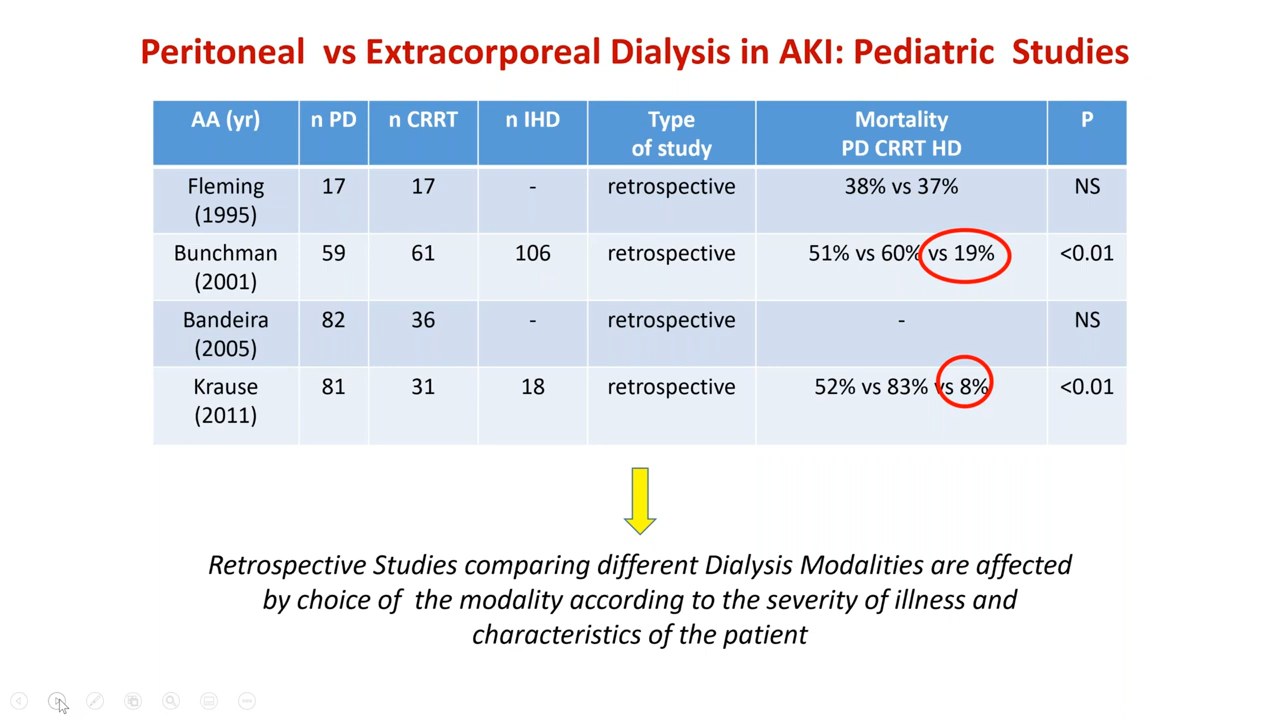 Peritoneal vs Extracorporeal Dialysis in AKI: Pediatric Studies
AA (yr) n PD n CRRT n IHD Type of study Mortality PD CRRT HD P
Fleming (1995) 17 17 - retrospective 38% vs 37% NS
Bunchman (2001) 59 61 106 retrospective 51% vs 60% vs 19% <0.01
Bandeira (2005) 82 36 - retrospective - NS
Krause (2011) 81 31 18 retrospective 52% vs 83% vs 8% <0.01
Retrospective Studies comparing different Dialysis Modalities are affected
by choice of the modality according to the severity of illness and
characteristics of the patient